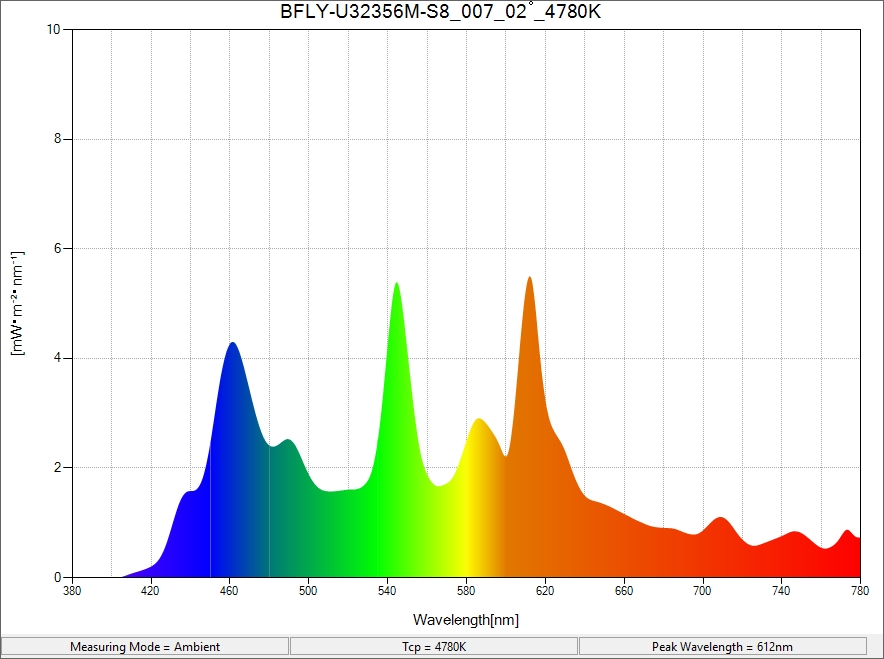 BFLY-U32356M-S8_007_02°_4780K
10
8
6
4
2
0
[mW·m⁻²·nm⁻¹]
380 420 460 500 540 580 620 660 700 740 780
Wavelength[nm]
Measuring Mode = Ambient
Tcp = 4780K
Peak Wavelength = 612nm